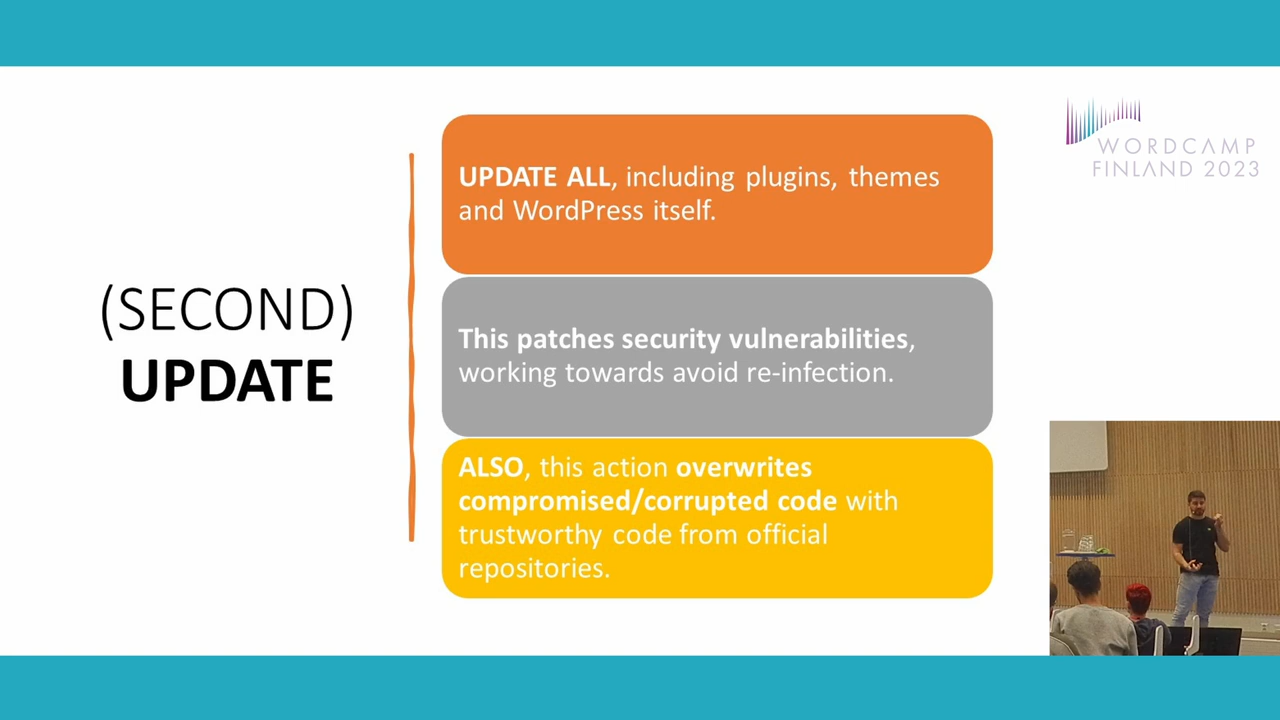 (SECOND)
UPDATE
UPDATE ALL, including plugins, themes
and WordPress itself.
This patches security vulnerabilities,
working towards avoid re-infection.
ALSO, this action overwrites
compromised/corrupted code with
trustworthy code from official
repositories.
WORDCAMP
FINLAND 2023